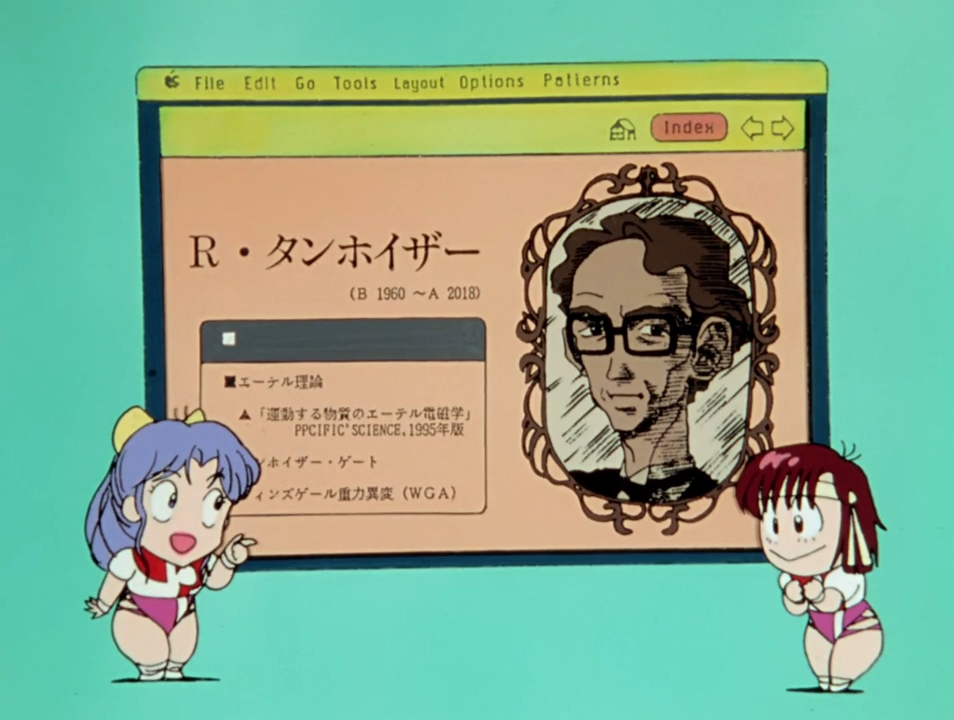 File Edit Go Tools Layout Options Patterns
Index
R・タンホイザー
(B 1960 ～A 2018)
■エーテル理論
▲「運動する物質のエーテル電磁学」
PPCIFIC'SCIENCE,1995年版
ンホイザー・ゲート
ィンズゲール重力異変 (WGA)